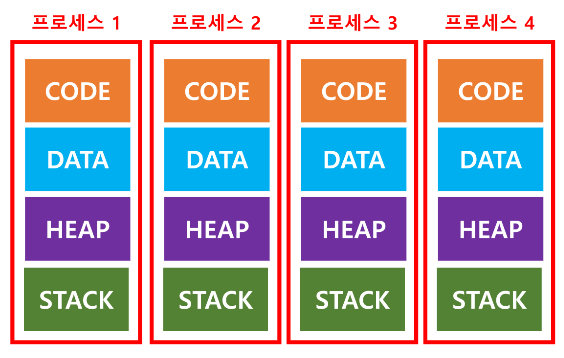 프로세스 1 프로세스 2 프로세스 3 프로세스 4
CODE CODE CODE CODE
DATA DATA DATA DATA
HEAP HEAP HEAP HEAP
STACK STACK STACK STACK